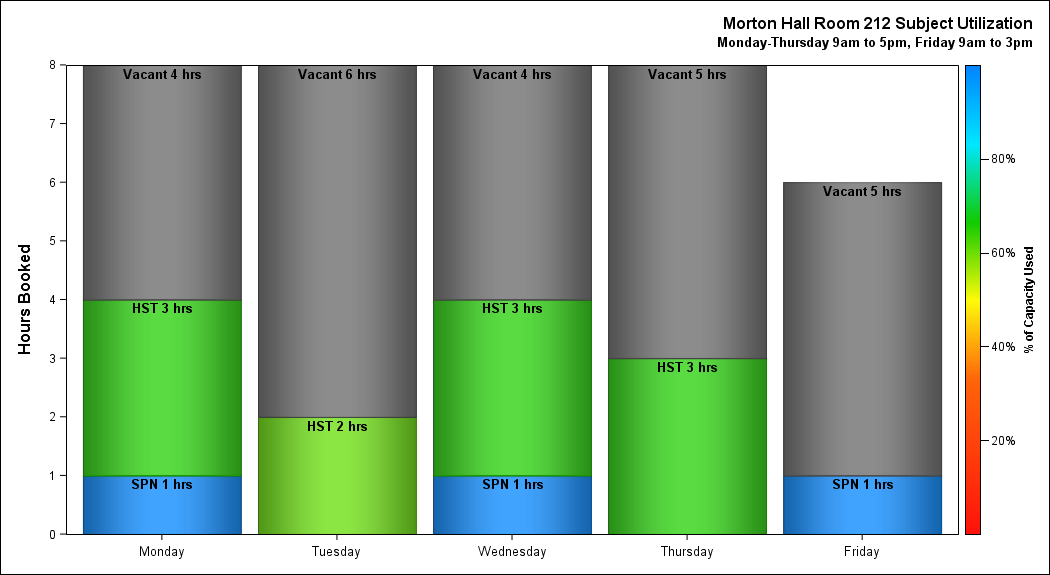 Morton Hall Room 212 Subject Utilization
Monday-Thursday 9am to 5pm, Friday 9am to 3pm
Hours Booked
8
7
6
5
4
3
2
1
0
Vacant 4 hrs
HST 3 hrs
SPN 1 hrs
Vacant 6 hrs
HST 2 hrs
Vacant 4 hrs
HST 3 hrs
SPN 1 hrs
Vacant 5 hrs
HST 3 hrs
Vacant 5 hrs
SPN 1 hrs
Monday
Tuesday
Wednesday
Thursday
Friday
80%
60%
40%
20%
% of Capacity Used